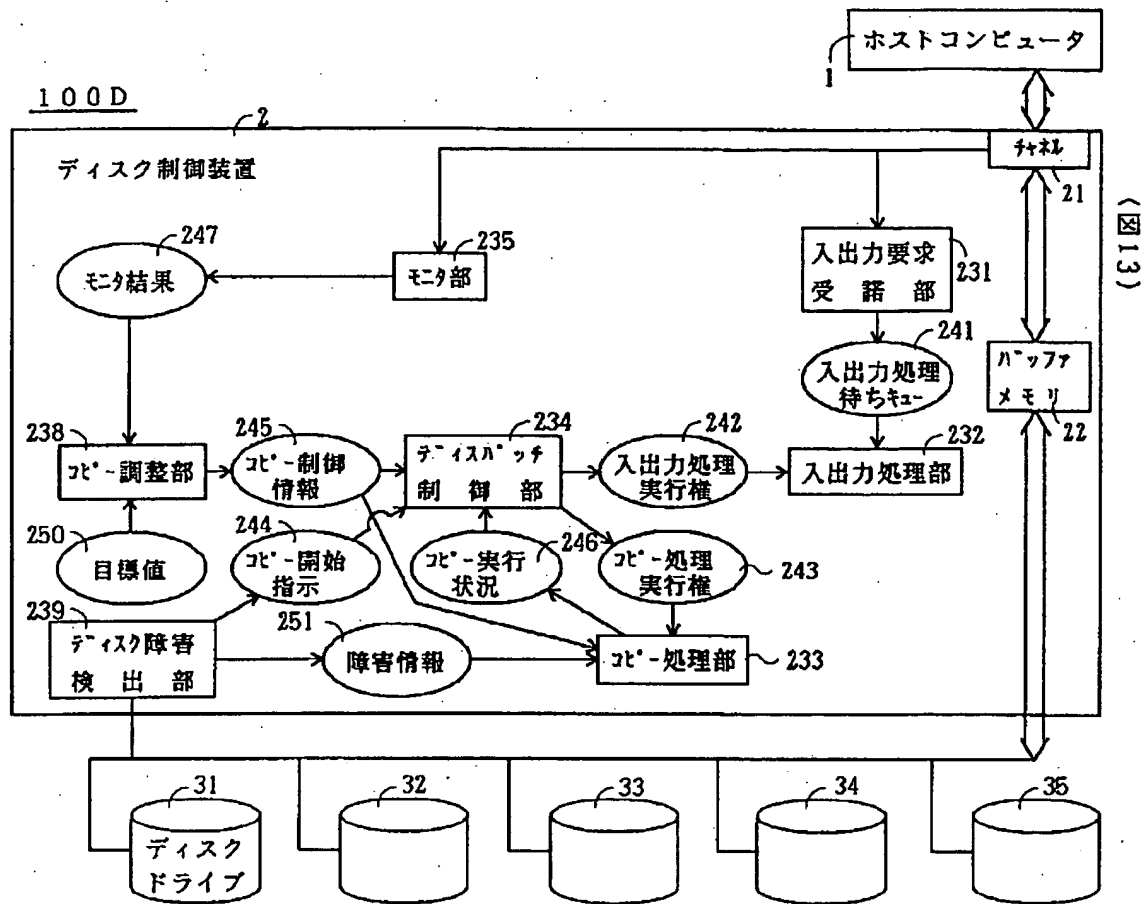 ホストコンピュータ
1
100D
2
チャネル
21
ディスク制御装置
(図13)
247
モニタ結果
235
モニタ部
入出力要求
受諾部
231
241
入出力処理
待ちキュー
バッファ
メモリ
22
238
コピー調整部
245
コピー制御
情報
234
ディスパッチ
制御部
242
入出力処理
実行権
232
入出力処理部
250
目標値
244
コピー開始
指示
コピー実行
状況
246
コピー処理
実行権
243
239
ディスク障害
検出部
251
障害情報
コピー処理部
233
31
ディスク
ドライブ
32
33
34
35